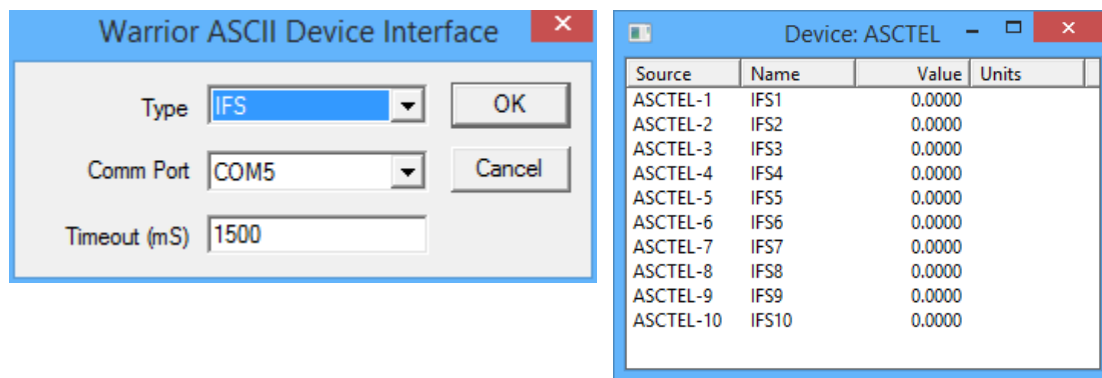 Warrior ASCII Device Interface
Type IFS OK
Comm Port COM5 Cancel
Timeout (mS) 1500
Device: ASCTEL
Source Name Value Units
ASCTEL-1 IFS1 0.0000
ASCTEL-2 IFS2 0.0000
ASCTEL-3 IFS3 0.0000
ASCTEL-4 IFS4 0.0000
ASCTEL-5 IFS5 0.0000
ASCTEL-6 IFS6 0.0000
ASCTEL-7 IFS7 0.0000
ASCTEL-8 IFS8 0.0000
ASCTEL-9 IFS9 0.0000
ASCTEL-10 IFS10 0.0000